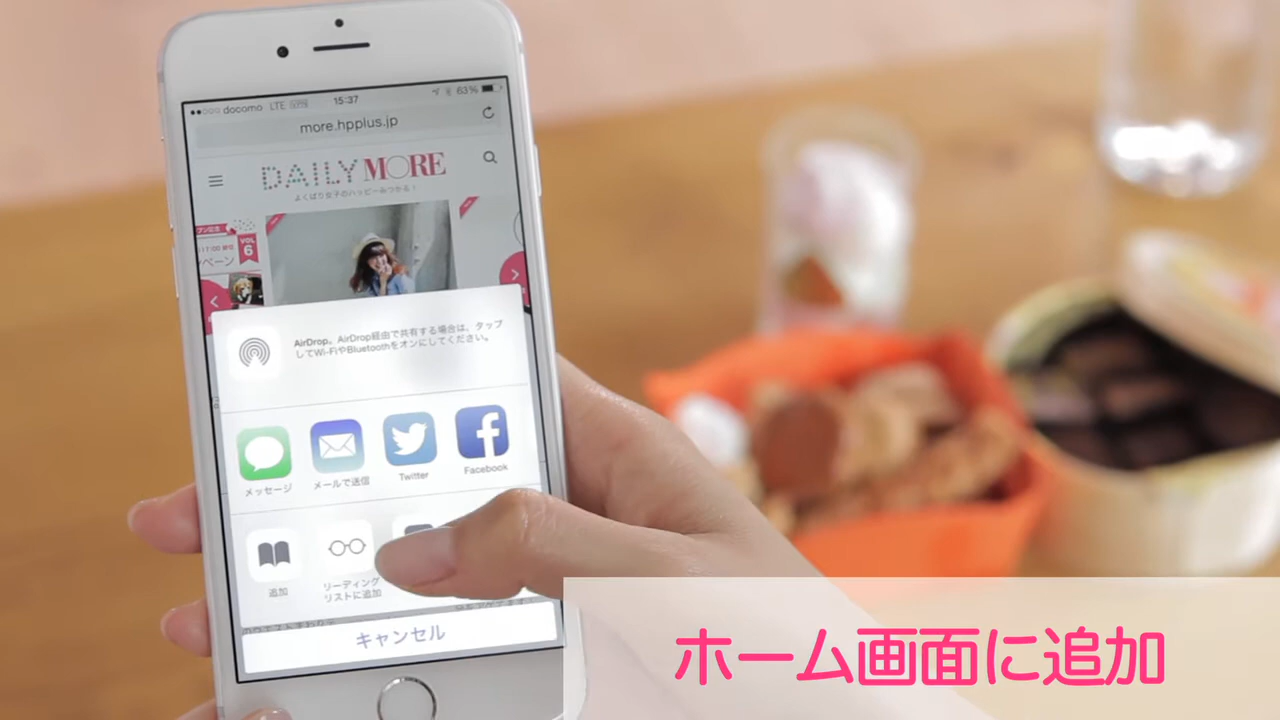 docomo LTE 15:37 63%
more.hpplus.jp
DAILY MORE
よくばり女子のハッピーみつかる！
VOL
6
ペーン
AirDrop。AirDrop経由で共有する場合は、タップ
してWi-FiやBluetoothをオンにしてください。
メッセージ メールで送信 Twitter Facebook
追加 リーディング
リストに追加
キャンセル
ホーム画面に追加